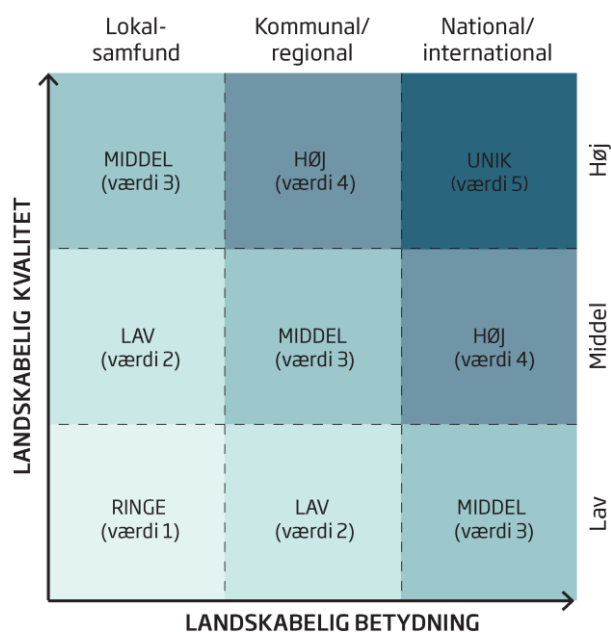 Lokal-
samfund
Kommunal/
regional
National/
international
MIDDEL
(værdi 3)
HØJ
(værdi 4)
UNIK
(værdi 5)
Høj
LAV
(værdi 2)
MIDDEL
(værdi 3)
HØJ
(værdi 4)
Middel
RINGE
(værdi 1)
LAV
(værdi 2)
MIDDEL
(værdi 3)
Lav
LANDSKABELIG KVALITET
LANDSKABELIG BETYDNING